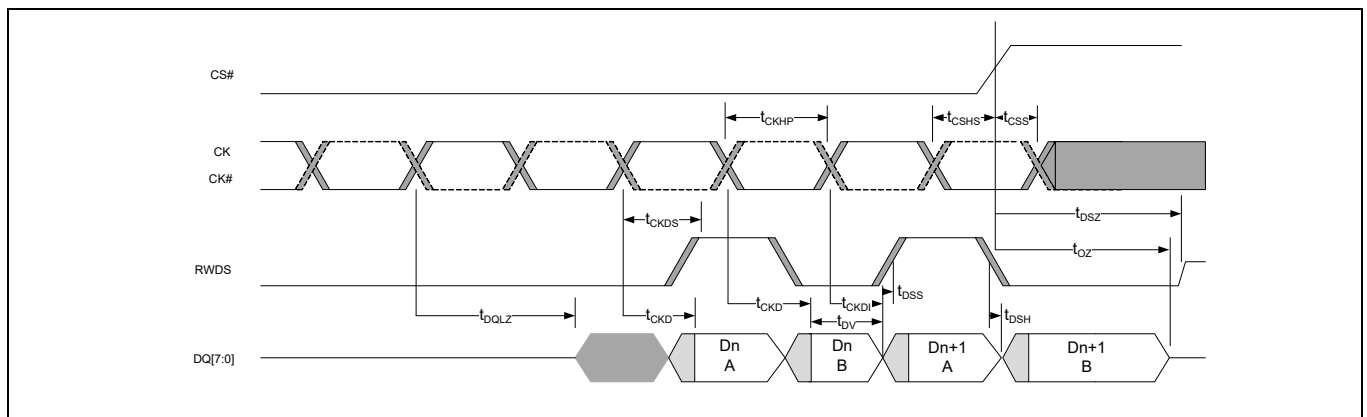 CS#
tCKHP
tCSHS
tCSS
CK
CK#
tCKDS
tDSZ
tOZ
RWDS
tDSS
tCKD
tCKDI
tDQLZ
tCKD
tDV
tDSH
DQ[7:0]
Dn
A
Dn
B
Dn+1
A
Dn+1
B